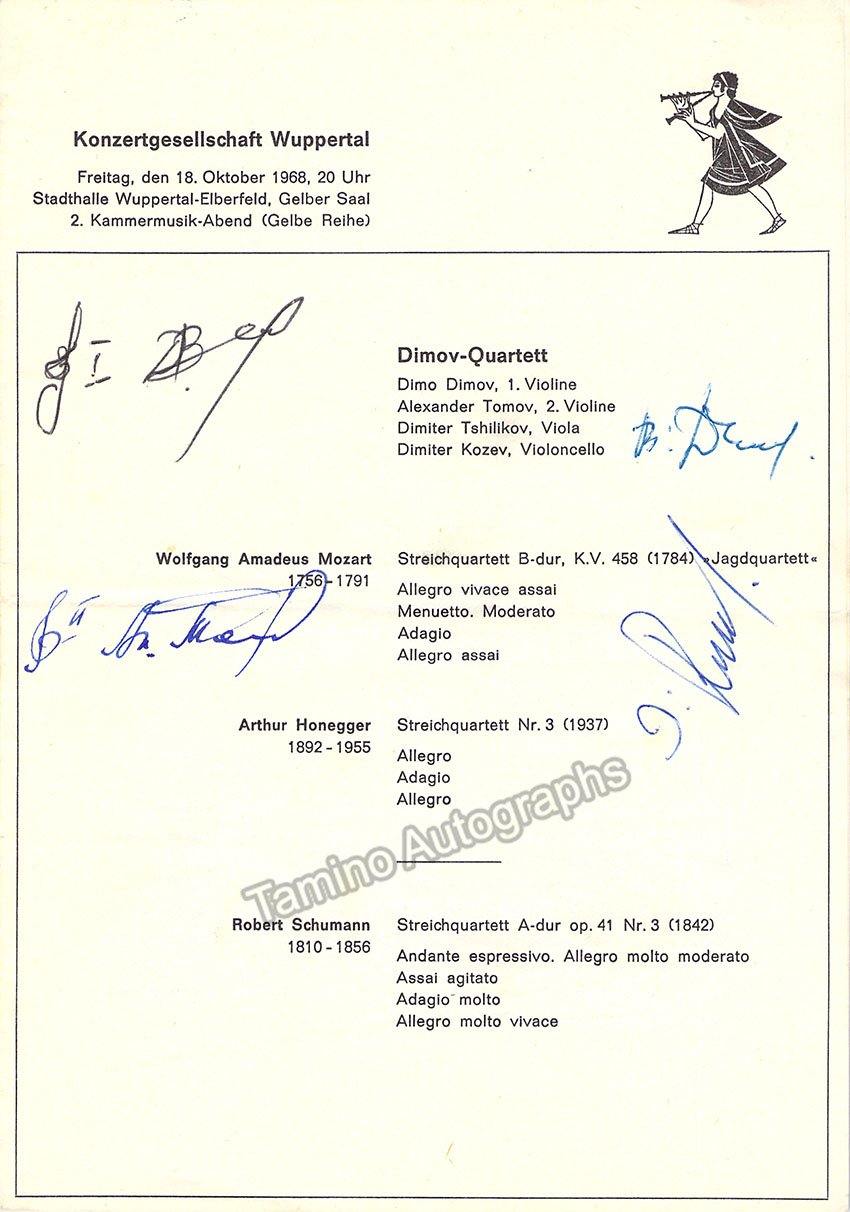 Konzertgesellschaft Wuppertal
Freitag, den 18. Oktober 1968, 20 Uhr
Stadthalle Wuppertal-Elberfeld, Gelber Saal
2. Kammermusik-Abend (Gelbe Reihe)
I
Dimov-Quartett
Dimo Dimov, 1. Violine
Alexander Tomov, 2. Violine
Dimiter Tshilikov, Viola
Dimiter Kozev, Violoncello
Wolfgang Amadeus Mozart
1756-1791
Streichquartett B-dur, K.V. 458 (1784) »Jagdquartett«
Allegro vivace assai
Menuetto. Moderato
Adagio
Allegro assai
II
Arthur Honegger
1892-1955
Streichquartett Nr. 3 (1937)
Allegro
Adagio
Allegro
Tamino Autographs
Robert Schumann
1810-1856
Streichquartett A-dur op. 41 Nr. 3 (1842)
Andante espressivo. Allegro molto moderato
Assai agitato
Adagio molto
Allegro molto vivace